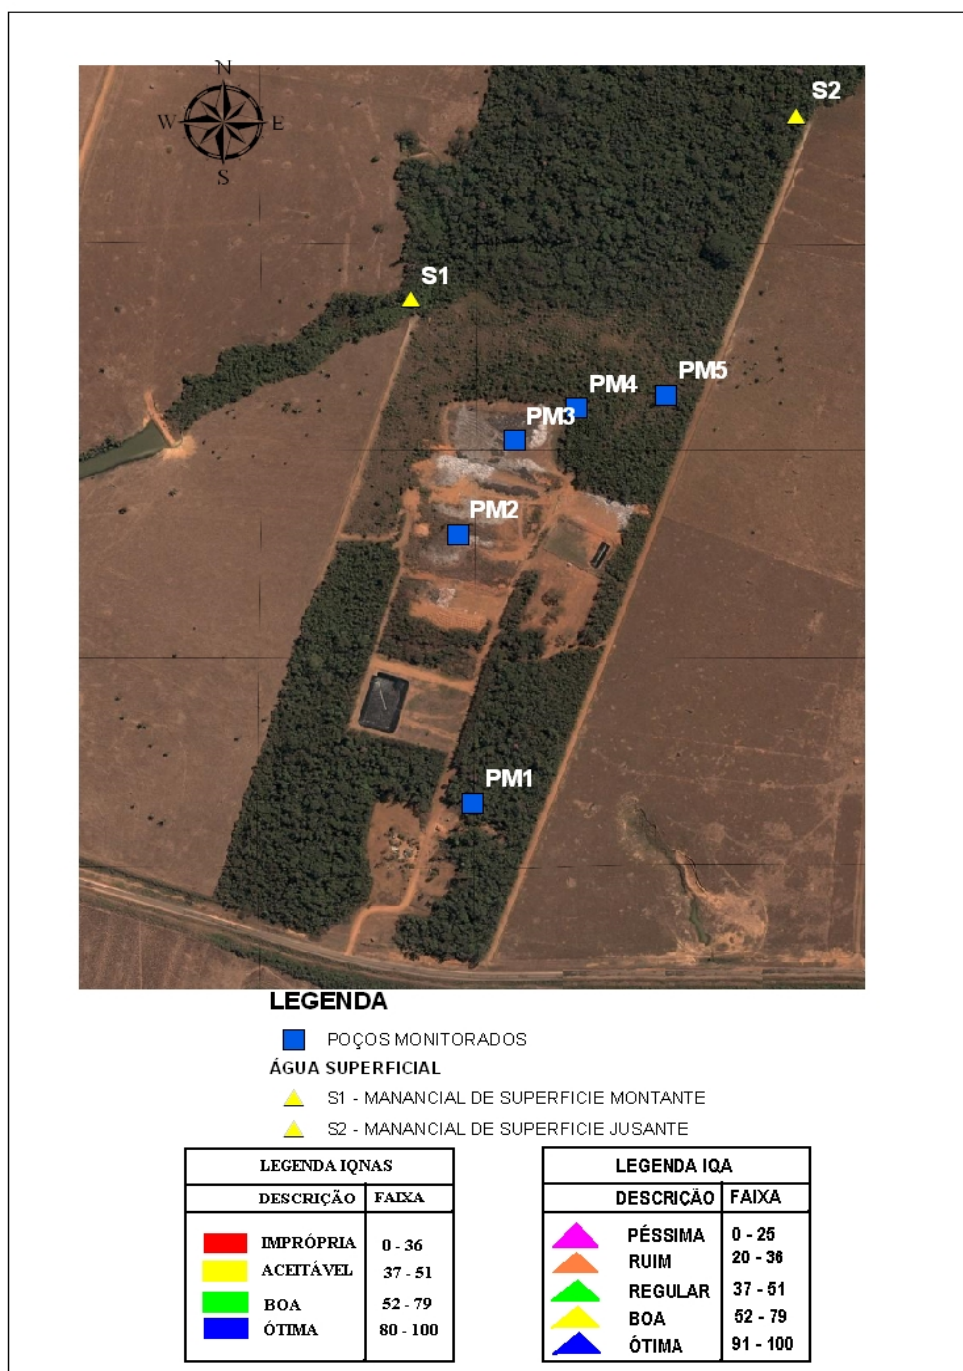 N
W E
S
S2
S1
PM5
PM4
PM3
PM2
PM1
LEGENDA
POÇOS MONITORADOS
ÁGUA SUPERFICIAL
S1 - MANANCIAL DE SUPERFICIE MONTANTE
S2 - MANANCIAL DE SUPERFICIE JUSANTE
LEGENDA IQNAS
DESCRIÇÃO FAIXA
IMPRÓPRIA 0 - 36
ACEITÁVEL 37 - 51
BOA 52 - 79
ÓTIMA 80 - 100
LEGENDA IQA
DESCRIÇÃO FAIXA
PÉSSIMA 0 - 25
RUIM 20 - 36
REGULAR 37 - 51
BOA 52 - 79
ÓTIMA 91 - 100